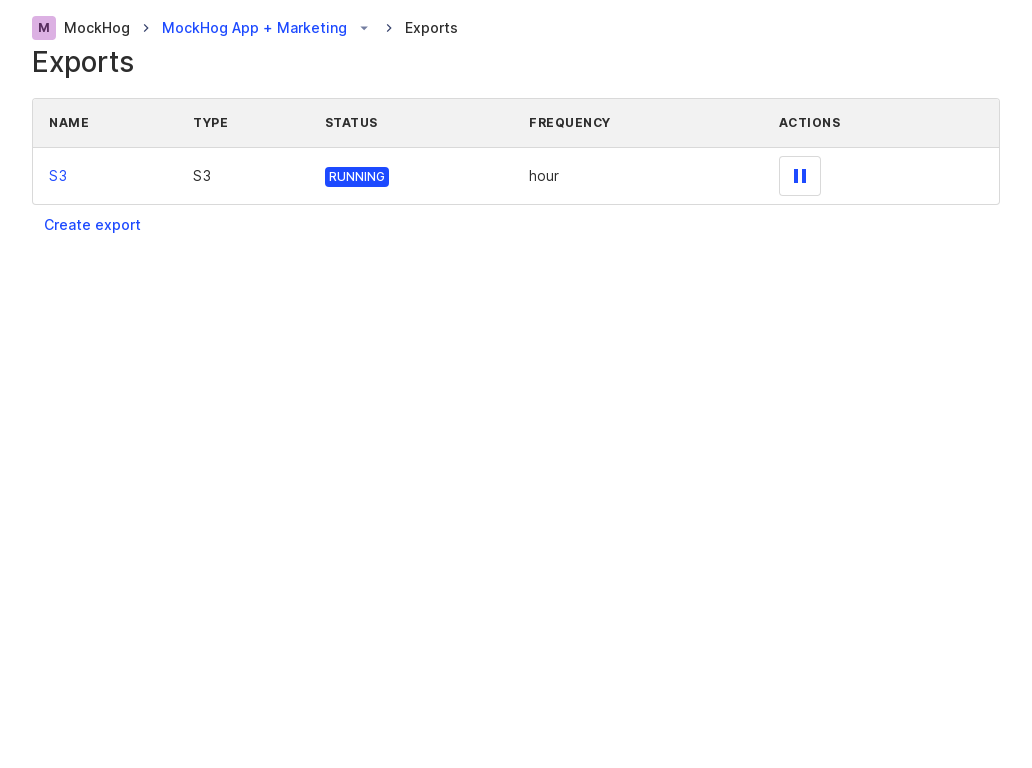 M MockHog MockHog App + Marketing Exports
Exports
NAME TYPE STATUS FREQUENCY ACTIONS
S3 S3 RUNNING hour
Create export